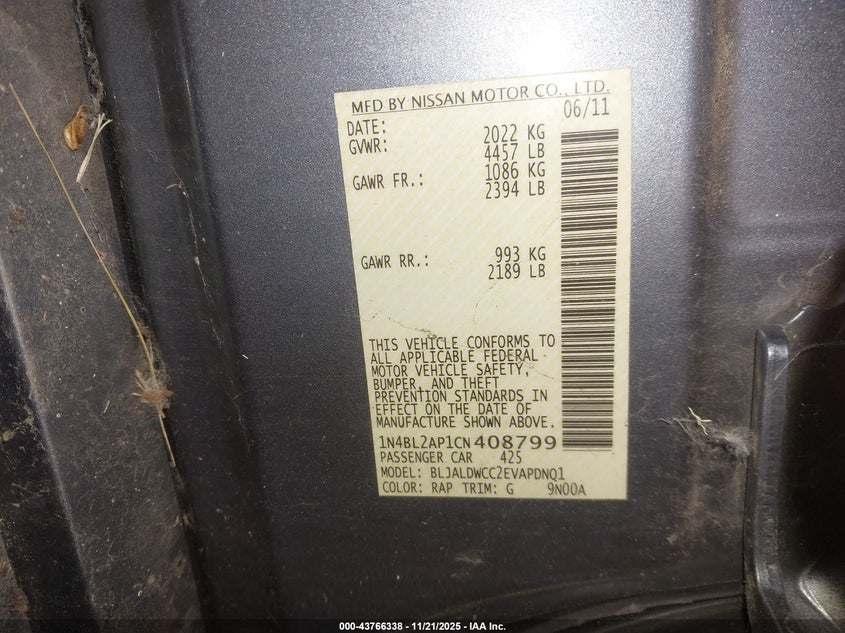 MFD BY NISSAN MOTOR CO., LTD.
DATE: 06/11
GVWR: 2022 KG
4457 LB
GAWR FR.: 1086 KG
2394 LB
GAWR RR.: 993 KG
2189 LB
THIS VEHICLE CONFORMS TO
ALL APPLICABLE FEDERAL
MOTOR VEHICLE SAFETY,
BUMPER, AND THEFT
PREVENTION STANDARDS IN
EFFECT ON THE DATE OF
MANUFACTURE SHOWN ABOVE.
1N4BL2AP1CN408799
PASSENGER CAR 425
MODEL: BLJALDWCC2EVAPDNQ1
COLOR: RAP TRIM: G 9N00A
000-43766338 - 11/21/2025 - IAA Inc.